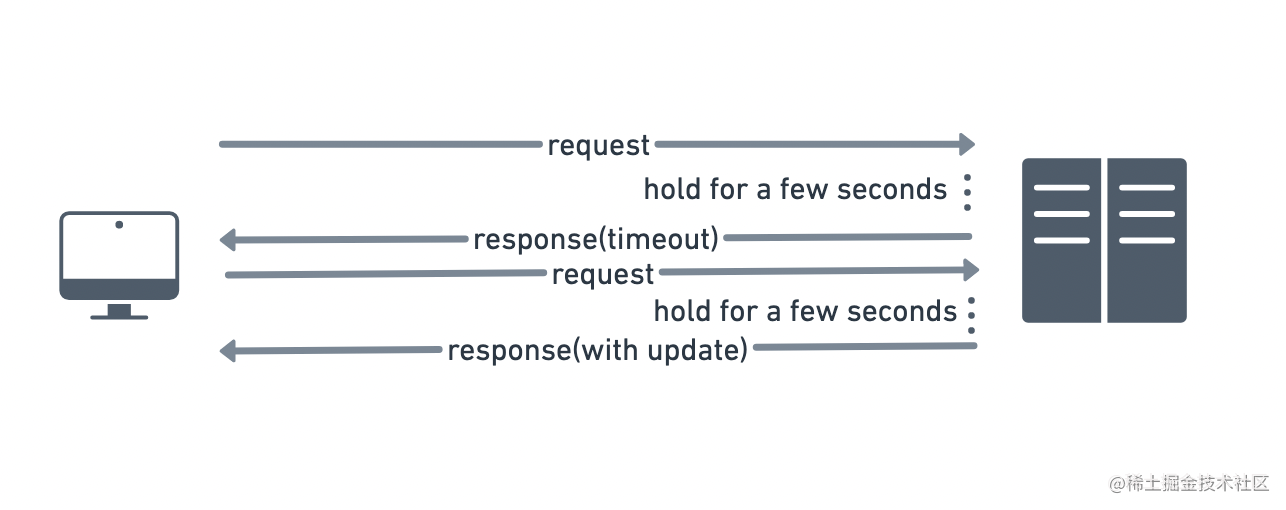 request
hold for a few seconds
response(timeout)
request
hold for a few seconds
response(with update)
@稀土掘金技术社区